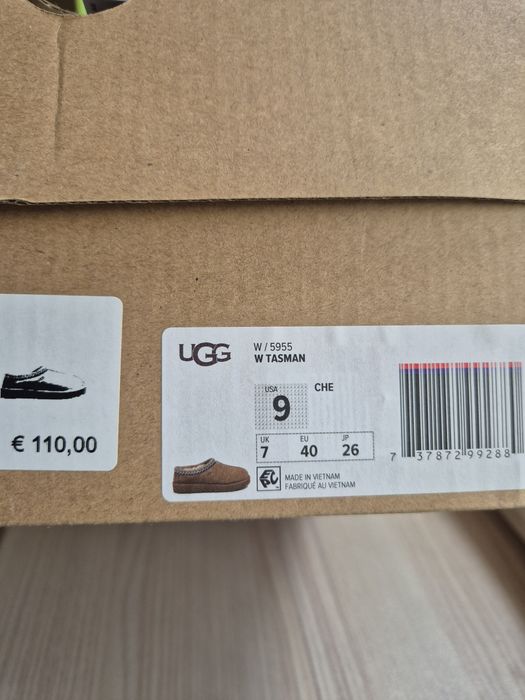 UGG
W / 5955
W TASMAN
USA
9
CHE
UK EU JP
7 40 26
MADE IN VIETNAM
FABRIQUÉ AU VIETNAM
7 37872 99288
€ 110,00